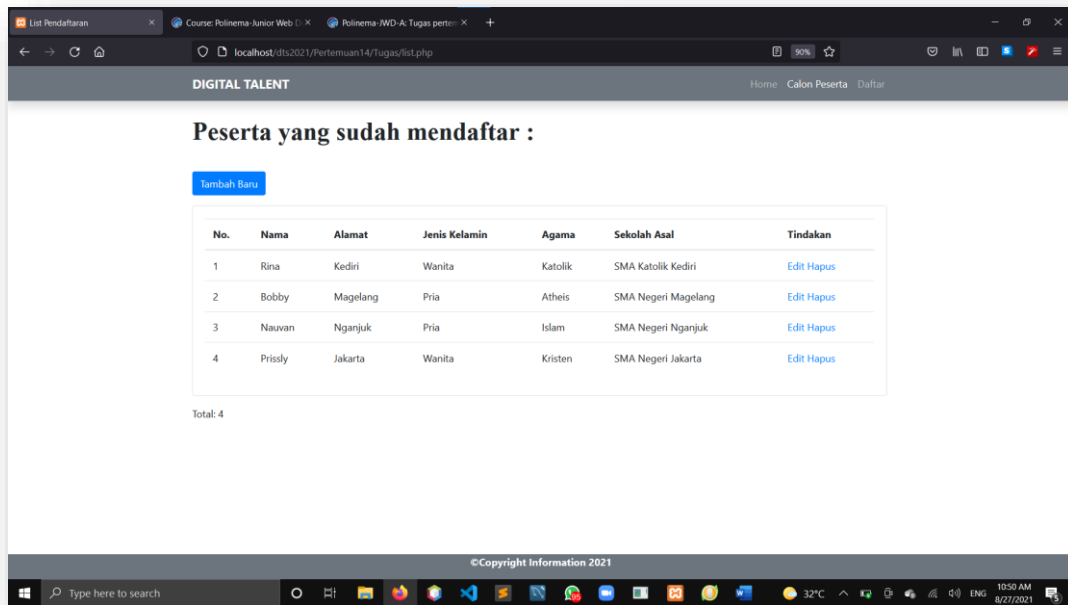 List Pendaftaran
Course: Polinema-Junior Web D
Polinema-JWD-A: Tugas pertem
localhost/dts2021/Pertemuan14/Tugas/list.php
90%
DIGITAL TALENT
Home Calon Peserta Daftar
Peserta yang sudah mendaftar :
Tambah Baru
No. Nama Alamat Jenis Kelamin Agama Sekolah Asal Tindakan
1 Rina Kediri Wanita Katolik SMA Katolik Kediri Edit Hapus
2 Bobby Magelang Pria Atheis SMA Negeri Magelang Edit Hapus
3 Nauvan Nganjuk Pria Islam SMA Negeri Nganjuk Edit Hapus
4 Prissly Jakarta Wanita Kristen SMA Negeri Jakarta Edit Hapus
Total: 4
©Copyright Information 2021
Type here to search
32°C
ENG
10:50 AM
8/27/2021